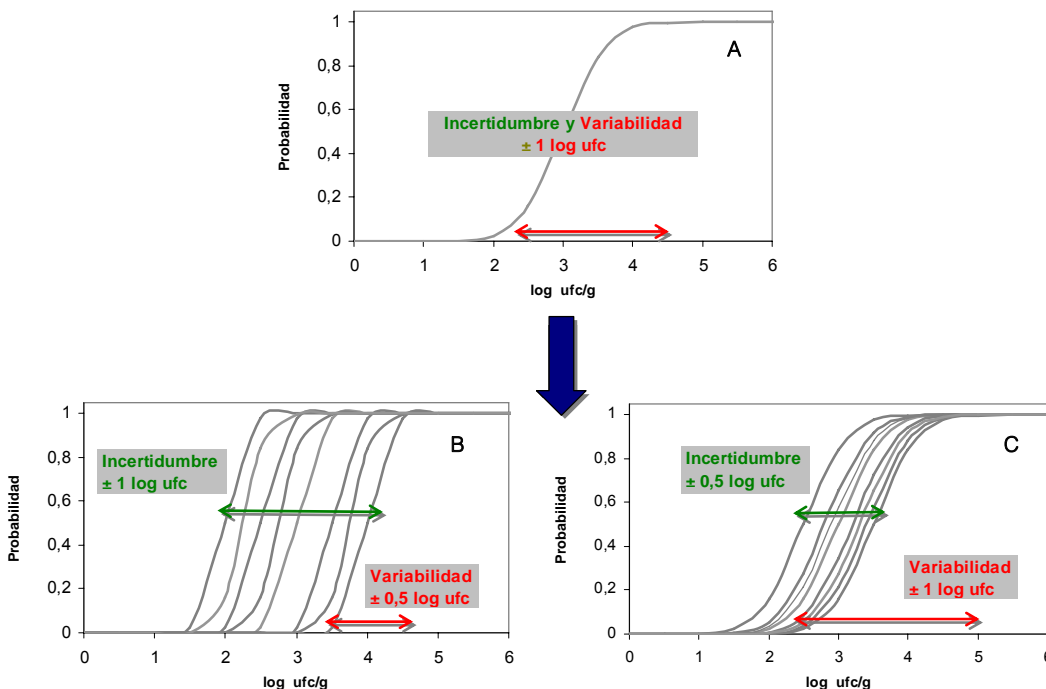 1
0,8
0,6
0,4
0,2
0
Probabilidad
A
Incertidumbre y Variabilidad
± 1 log ufc
0 1 2 3 4 5 6
log ufc/g
1
0,8
0,6
0,4
0,2
0
Probabilidad
B
Incertidumbre
± 1 log ufc
Variabilidad
± 0,5 log ufc
0 1 2 3 4 5 6
log ufc/g
1
0,8
0,6
0,4
0,2
0
Probabilidad
C
Incertidumbre
± 0,5 log ufc
Variabilidad
± 1 log ufc
0 1 2 3 4 5 6
log ufc/g